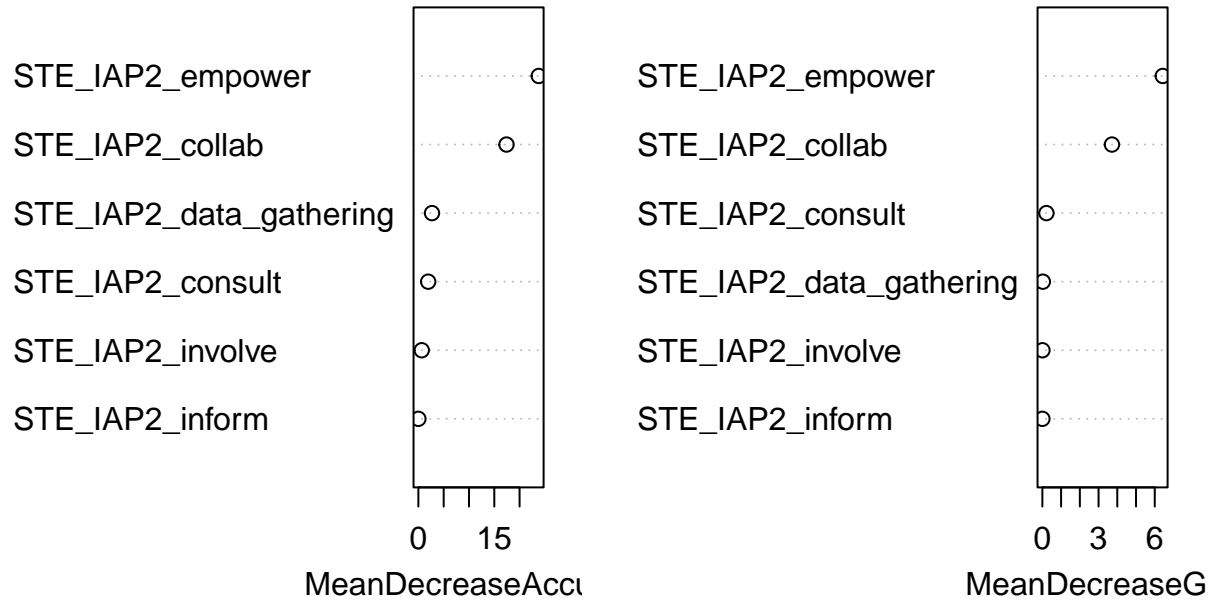 STE_IAP2_empower
STE_IAP2_collab
STE_IAP2_data_gathering
STE_IAP2_consult
STE_IAP2_involve
STE_IAP2_inform
0 15
MeanDecreaseAccu
STE_IAP2_empower
STE_IAP2_collab
STE_IAP2_consult
STE_IAP2_data_gathering
STE_IAP2_involve
STE_IAP2_inform
0 3 6
MeanDecreaseG